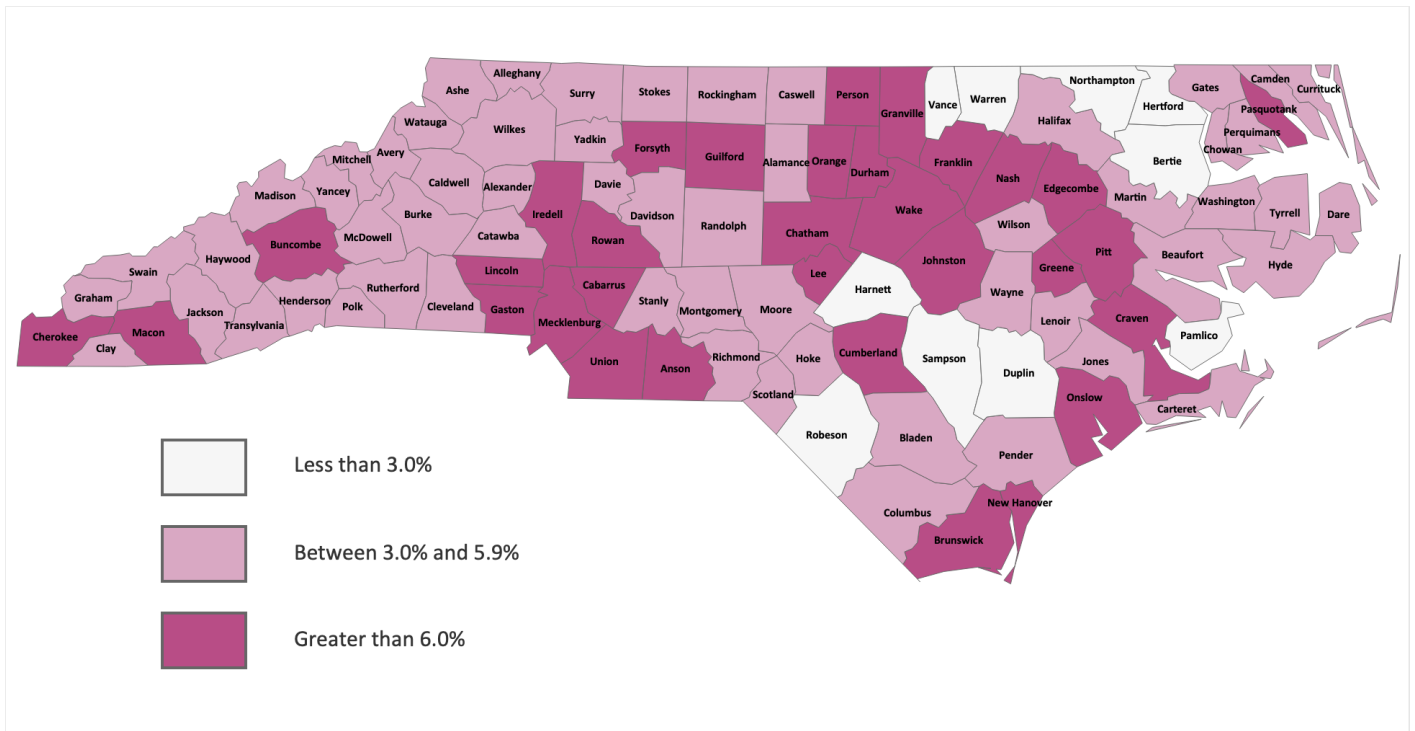 Alleghany
Ashe
Surry
Stokes
Rockingham
Caswell
Person
Granville
Vance
Warren
Northampton
Hertford
Gates
Camden
Currituck
Pasquotank
Perquimans
Chowan
Halifax
Bertie
Watauga
Wilkes
Yadkin
Forsyth
Guilford
Alamance
Orange
Durham
Franklin
Nash
Edgecombe
Martin
Washington
Tyrrell
Dare
Mitchell
Avery
Madison
Yancey
Caldwell
Alexander
Davie
Iredell
Davidson
Randolph
Chatham
Wake
Wilson
Burke
McDowell
Buncombe
Catawba
Rowan
Haywood
Swain
Lincoln
Cabarrus
Lee
Johnston
Greene
Pitt
Beaufort
Hyde
Graham
Jackson
Henderson
Rutherford
Polk
Cleveland
Gaston
Mecklenburg
Stanly
Montgomery
Moore
Harnett
Wayne
Lenoir
Craven
Pamlico
Cherokee
Macon
Clay
Transylvania
Union
Anson
Richmond
Hoke
Cumberland
Sampson
Duplin
Jones
Onslow
Carteret
Scotland
Robeson
Bladen
Pender
Columbus
New Hanover
Brunswick
Less than 3.0%
Between 3.0% and 5.9%
Greater than 6.0%